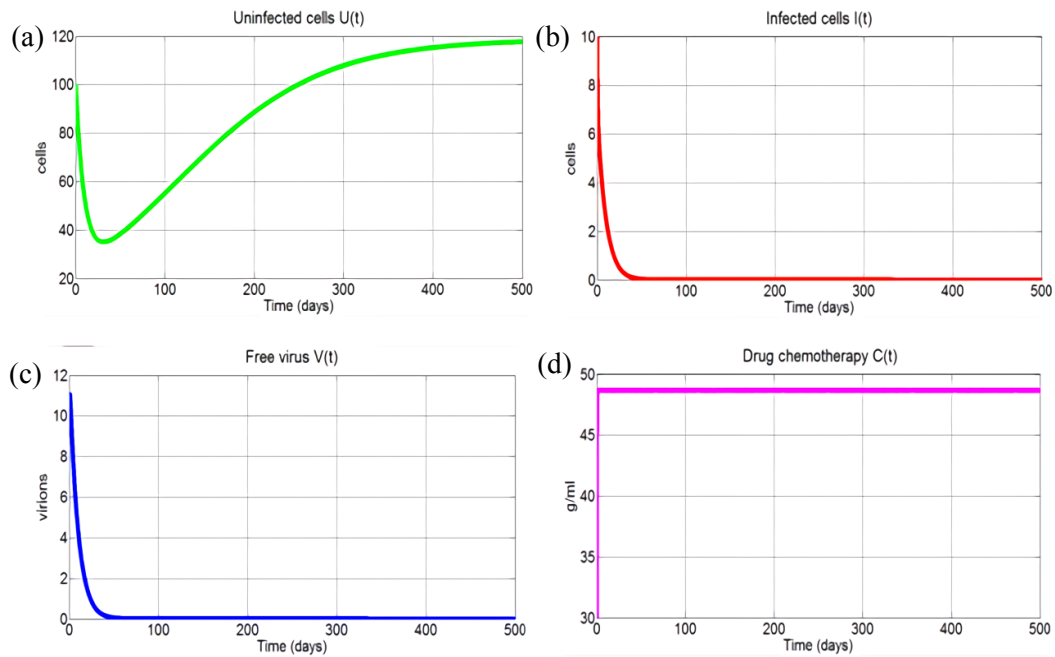 (a)
Uninfected cells U(t)
120
100
80
60
40
20
cells
0 100 200 300 400 500
Time (days)
(b)
Infected cells I(t)
10
8
6
4
2
0
cells
0 100 200 300 400 500
Time (days)
(c)
Free virus V(t)
12
10
8
6
4
2
0
virions
0 100 200 300 400 500
Time (days)
(d)
Drug chemotherapy C(t)
50
45
40
35
30
g/ml
0 100 200 300 400 500
Time (days)